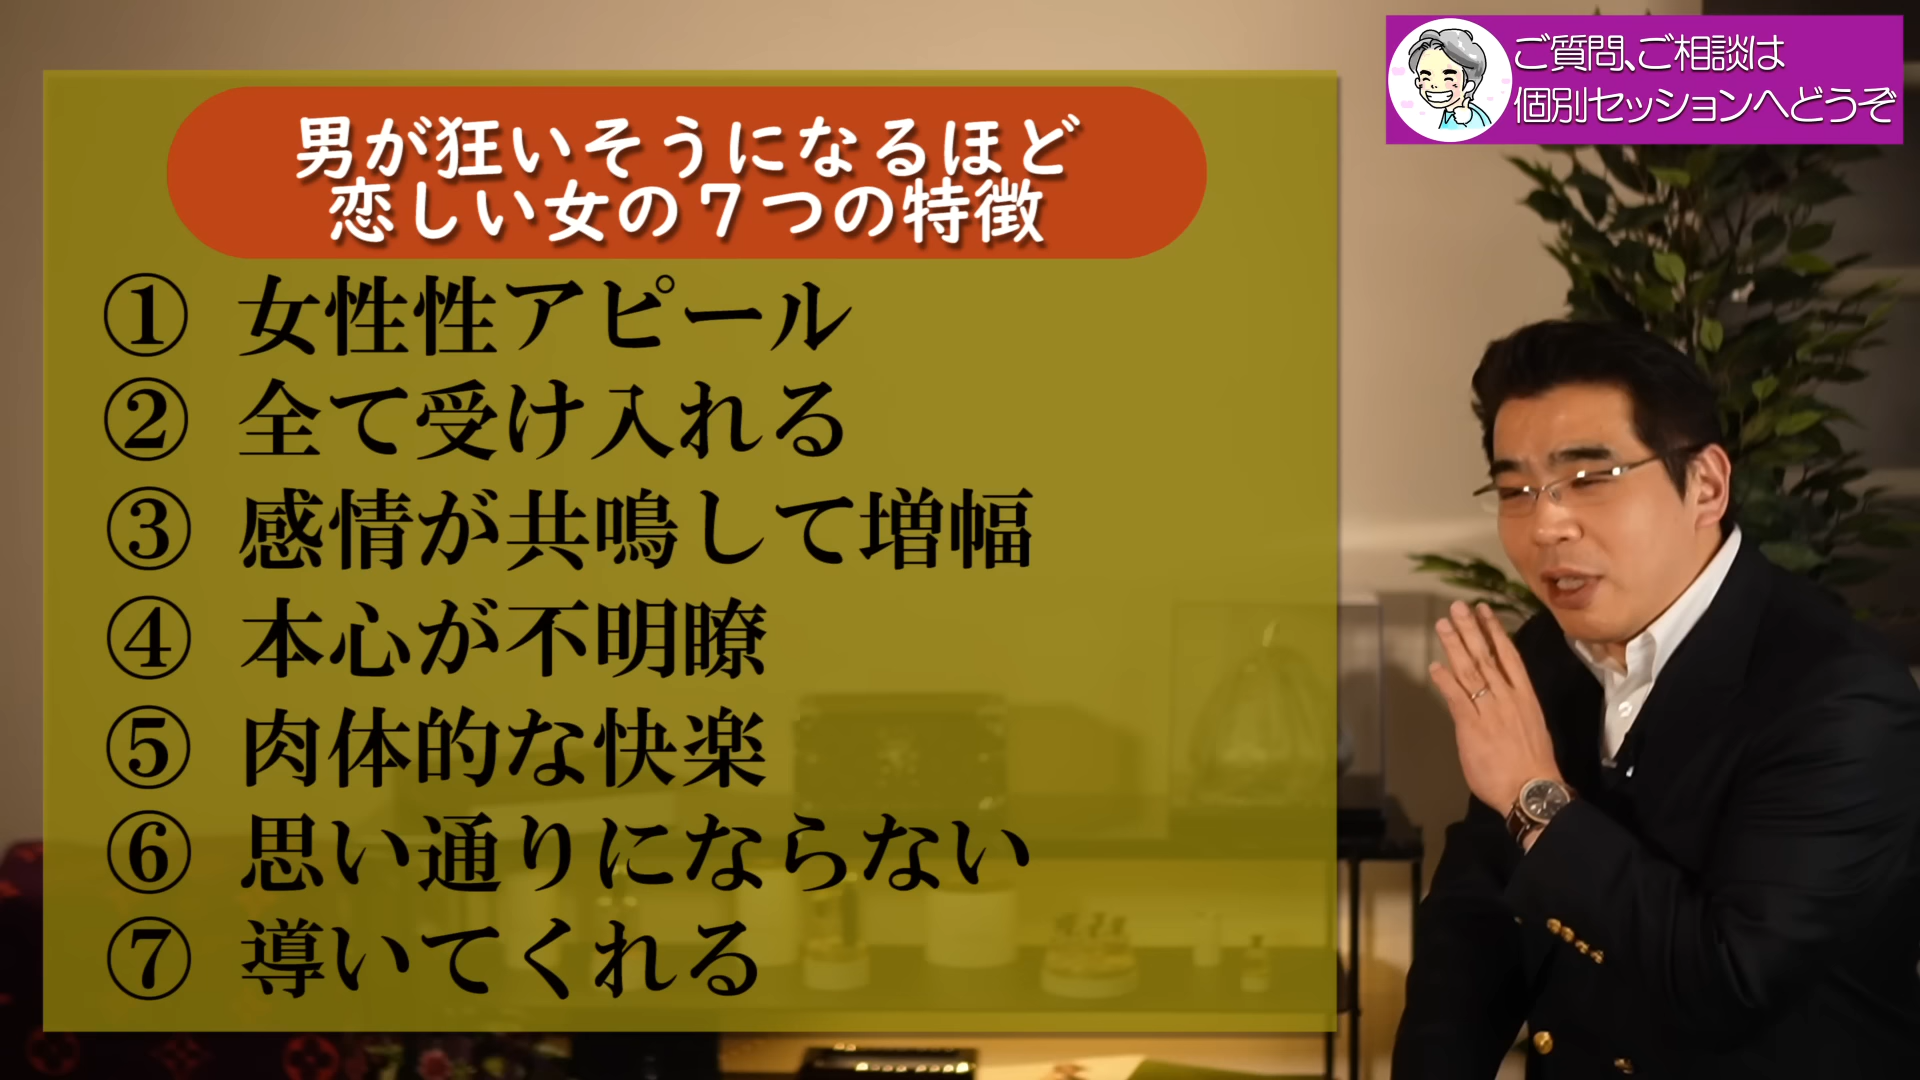 ご質問、ご相談は
個別セッションへどうぞ
男が狂いそうになるほど
恋しい女の７つの特徴
① 女性性アピール
② 全て受け入れる
③ 感情が共鳴して増幅
④ 本心が不明瞭
⑤ 肉体的な快楽
⑥ 思い通りにならない
⑦ 導いてくれる